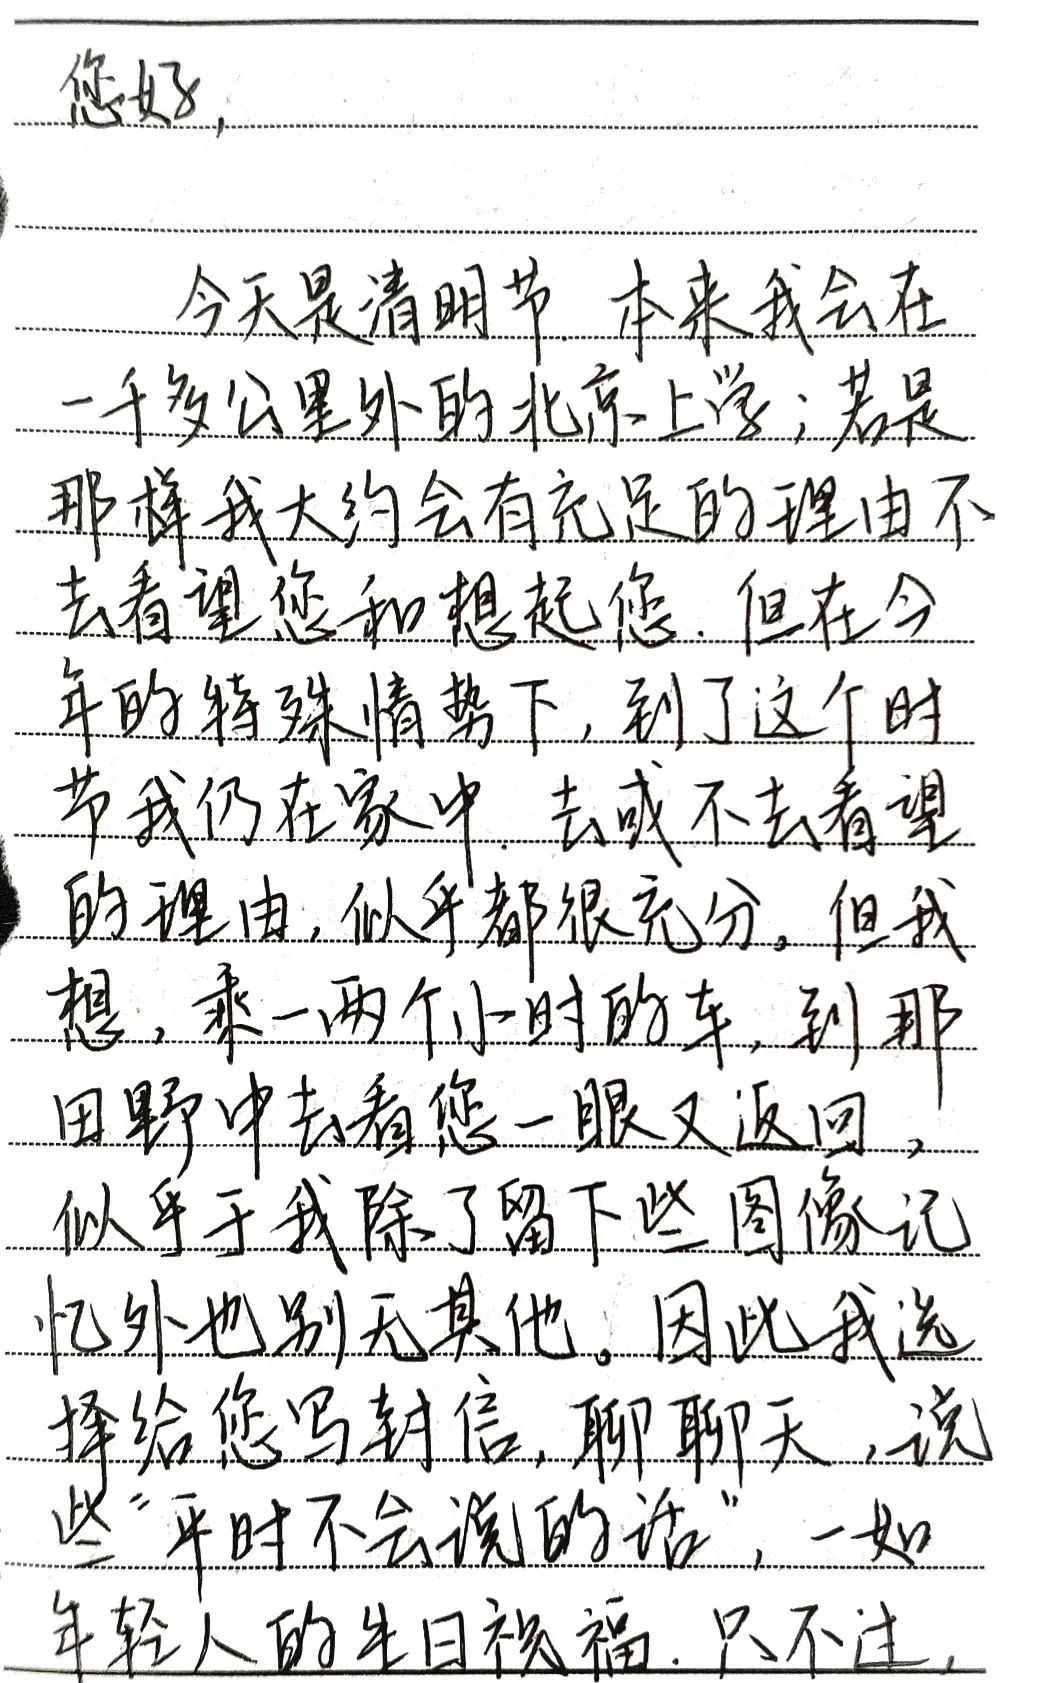 您好,
今天是清明节.本来我会在
一千多公里外的北京上学;若是
那样我大约会有充足的理由不
去看望您和想起您.但在今
年的特殊情势下,到了这个时
节我仍在家中.去或不去看望
的理由,似乎都很充分。但我
想,乘一两个小时的车,到那
田野中去看您一眼又返回,
似乎于我除了留下些图像记
忆外也别无其他。因此我选
择给您写封信,聊聊天,说
些“平时不会说的话”,一如
年轻人的生日祝福.只不过,